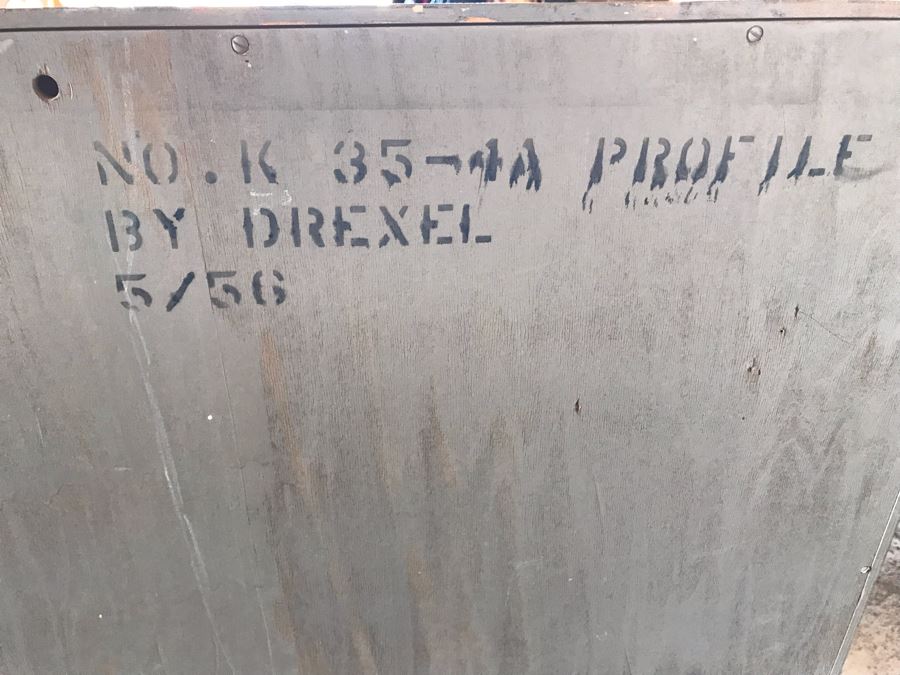 NO.K 35-4A PROFILE
BY DREXEL
5/56